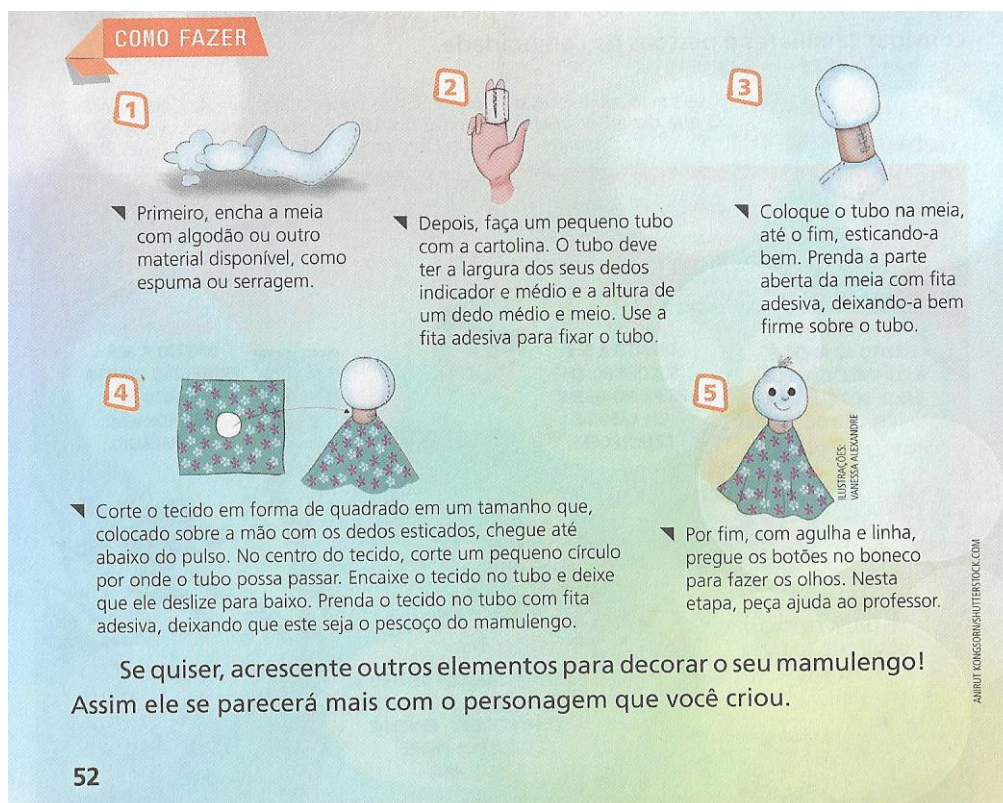 COMO FAZER
1
Primeiro, encha a meia
com algodão ou outro
material disponível, como
espuma ou serragem.
2
Depois, faça um pequeno tubo
com a cartolina. O tubo deve
ter a largura dos seus dedos
indicador e médio e a altura de
um dedo médio e meio. Use a
fita adesiva para fixar o tubo.
3
Coloque o tubo na meia,
até o fim, esticando-a
bem. Prenda a parte
aberta da meia com fita
adesiva, deixando-a bem
firme sobre o tubo.
4
Corte o tecido em forma de quadrado em um tamanho que,
colocado sobre a mão com os dedos esticados, chegue até
abaixo do pulso. No centro do tecido, corte um pequeno círculo
por onde o tubo possa passar. Encaixe o tecido no tubo e deixe
que ele deslize para baixo. Prenda o tecido no tubo com fita
adesiva, deixando que este seja o pescoço do mamulengo.
5
ILUSTRAÇÕES:
VANESSA ALEXANDRE
Por fim, com agulha e linha,
pregue os botões no boneco
para fazer os olhos. Nesta
etapa, peça ajuda ao professor.
ANIRUT KONGSORN/SHUTTERSTOCK.COM
Se quiser, acrescente outros elementos para decorar o seu mamulengo!
Assim ele se parecerá mais com o personagem que você criou.
52